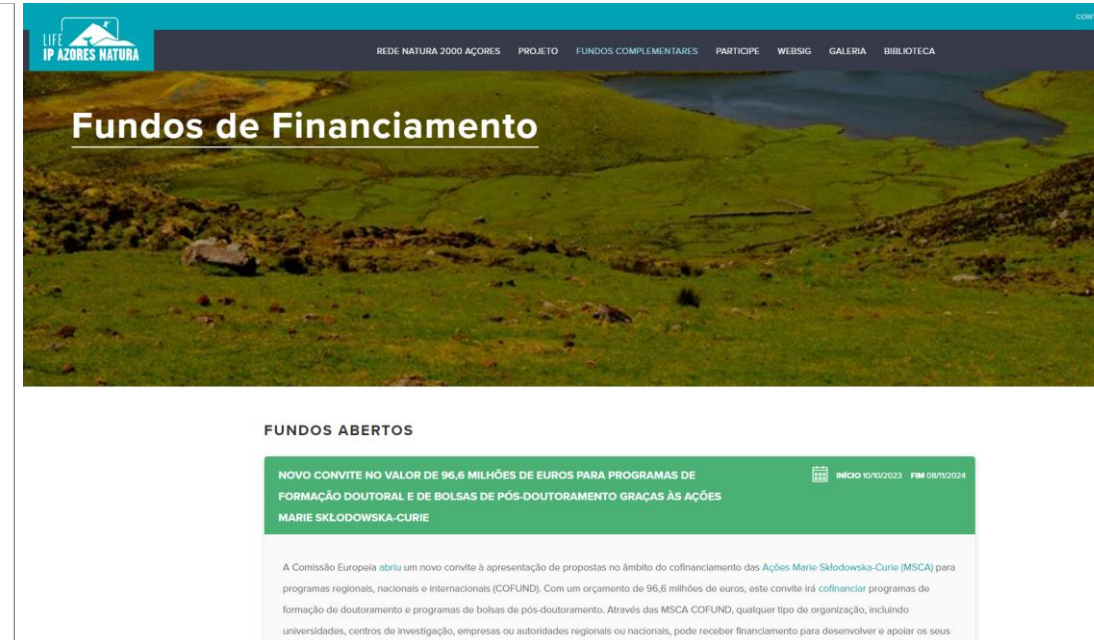 CONT
LIFE
IP AZORES NATURA
REDE NATURA 2000 AÇORES PROJETO FUNDOS COMPLEMENTARES PARTICIPE WEBSIG GALERIA BIBLIOTECA
Fundos de Financiamento
FUNDOS ABERTOS
NOVO CONVITE NO VALOR DE 96,6 MILHÕES DE EUROS PARA PROGRAMAS DE
FORMAÇÃO DOUTORAL E DE BOLSAS DE PÓS-DOUTORAMENTO GRAÇAS ÀS AÇÕES
MARIE SKŁODOWSKA-CURIE
INÍCIO 10/10/2023 FIM 08/11/2024
A Comissão Europeia abriu um novo convite à apresentação de propostas no âmbito do cofinanciamento das Ações Marie Skłodowska-Curie (MSCA) para
programas regionais, nacionais e internacionais (COFUND). Com um orçamento de 96,6 milhões de euros, este convite irá cofinanciar programas de
formação de doutoramento e programas de bolsas de pós-doutoramento. Através das MSCA COFUND, qualquer tipo de organização, incluindo
universidades, centros de investigação, empresas ou autoridades regionais ou nacionais, pode receber financiamento para desenvolver e apoiar os seus